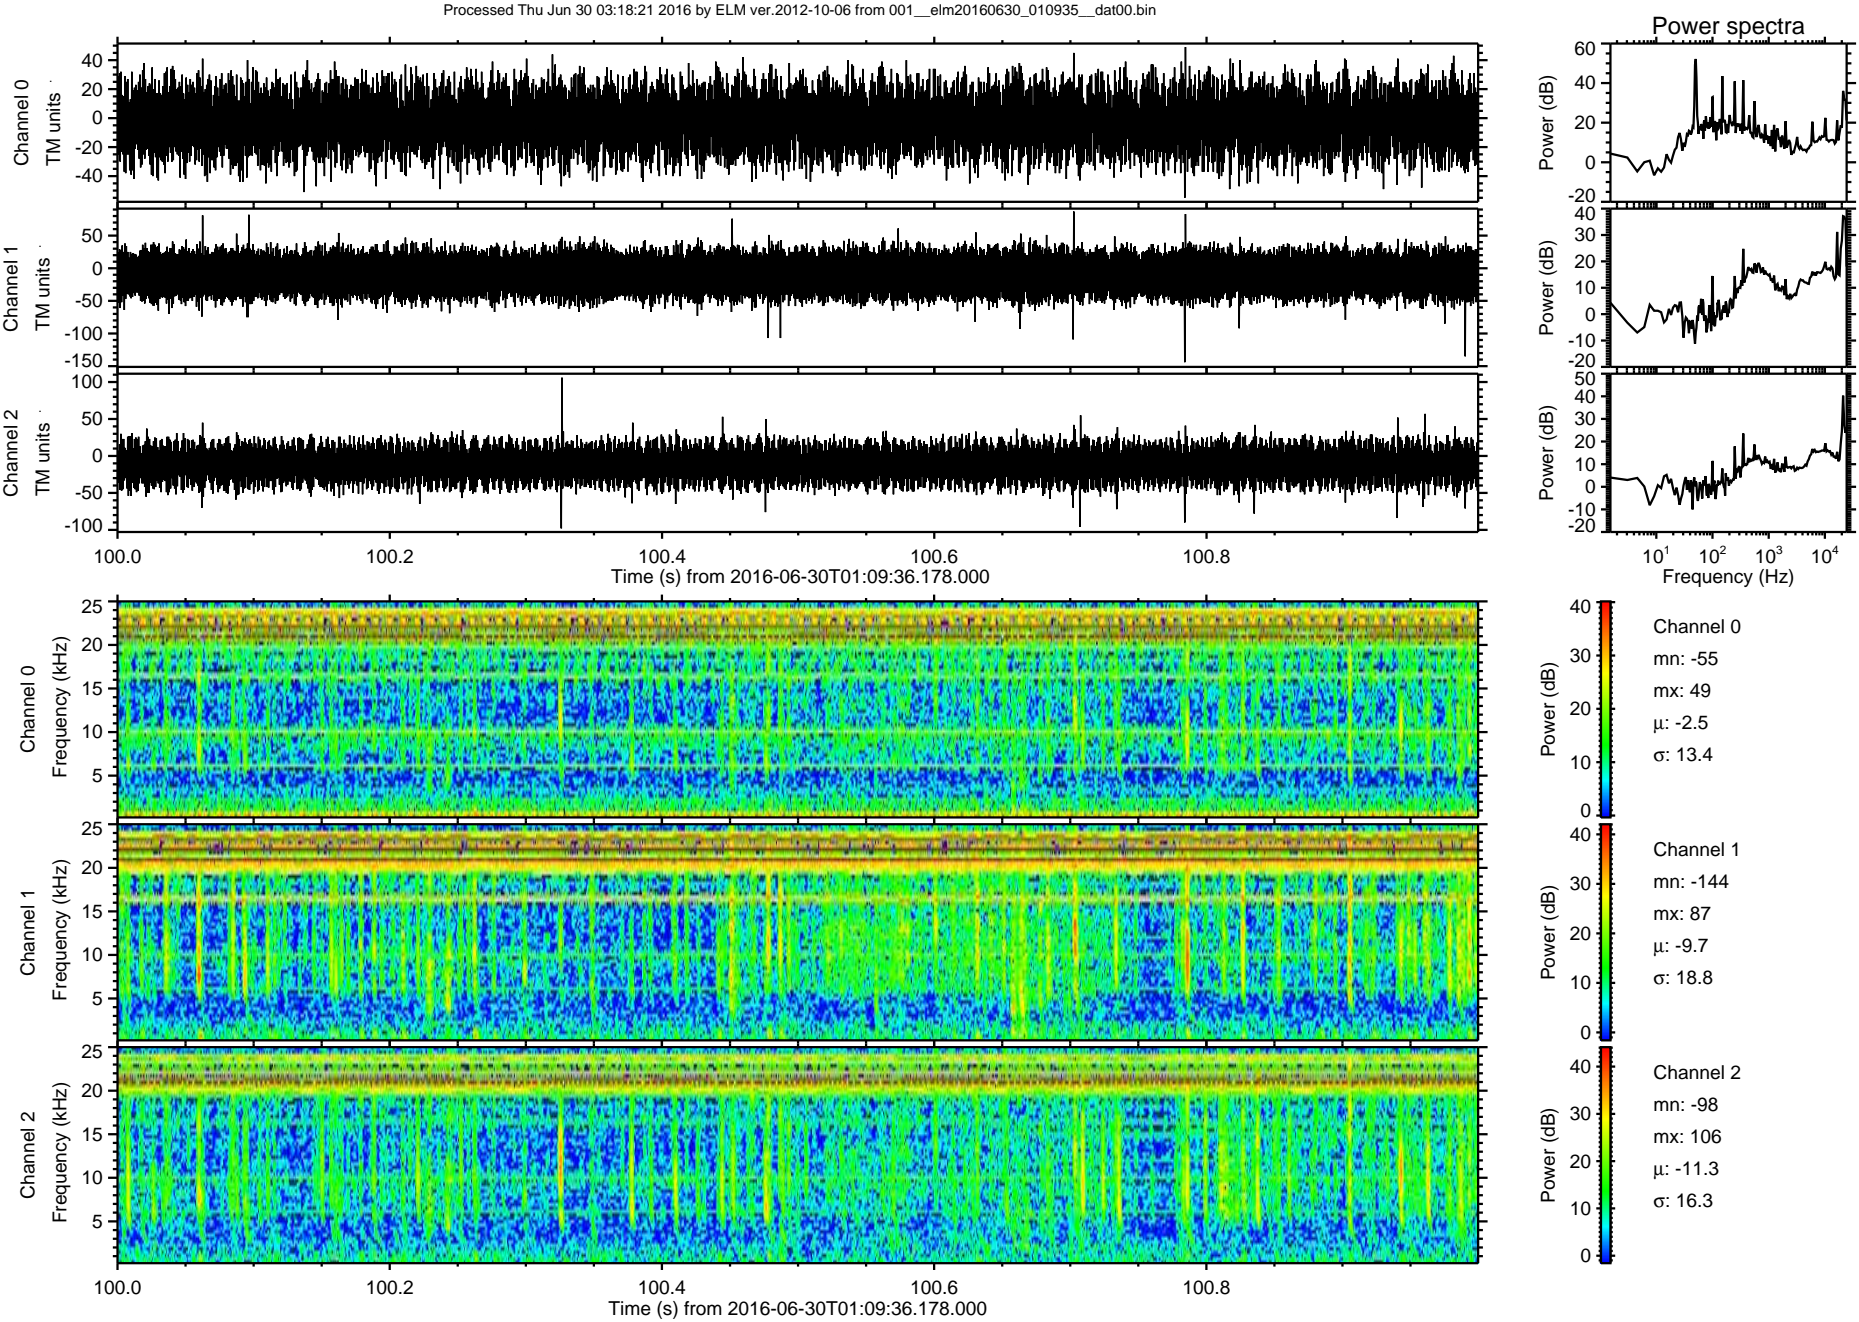 Processed Thu Jun 30 03:18:21 2016 by ELM ver.2012-10-06 from 001__elm20160630_010935__dat00.bin
Power spectra
Channel 0
TM units
40
20
0
-20
-40
Power (dB)
60
40
20
0
-20
Channel 1
TM units
50
0
-50
-100
-150
Power (dB)
40
30
20
10
0
-10
-20
Channel 2
TM units
100
50
0
-50
-100
Power (dB)
50
40
30
20
10
0
-10
-20
100.0 100.2 100.4 100.6 100.8
Time (s) from 2016-06-30T01:09:36.178.000
10¹ 10² 10³ 10⁴
Frequency (Hz)
Channel 0
Frequency (kHz)
25
20
15
10
5
Power (dB)
40
30
20
10
0
Channel 0
mn: -55
mx: 49
μ: -2.5
σ: 13.4
Channel 1
Frequency (kHz)
25
20
15
10
5
Power (dB)
40
30
20
10
0
Channel 1
mn: -144
mx: 87
μ: -9.7
σ: 18.8
Channel 2
Frequency (kHz)
25
20
15
10
5
Power (dB)
40
30
20
10
0
Channel 2
mn: -98
mx: 106
μ: -11.3
σ: 16.3
100.0 100.2 100.4 100.6 100.8
Time (s) from 2016-06-30T01:09:36.178.000